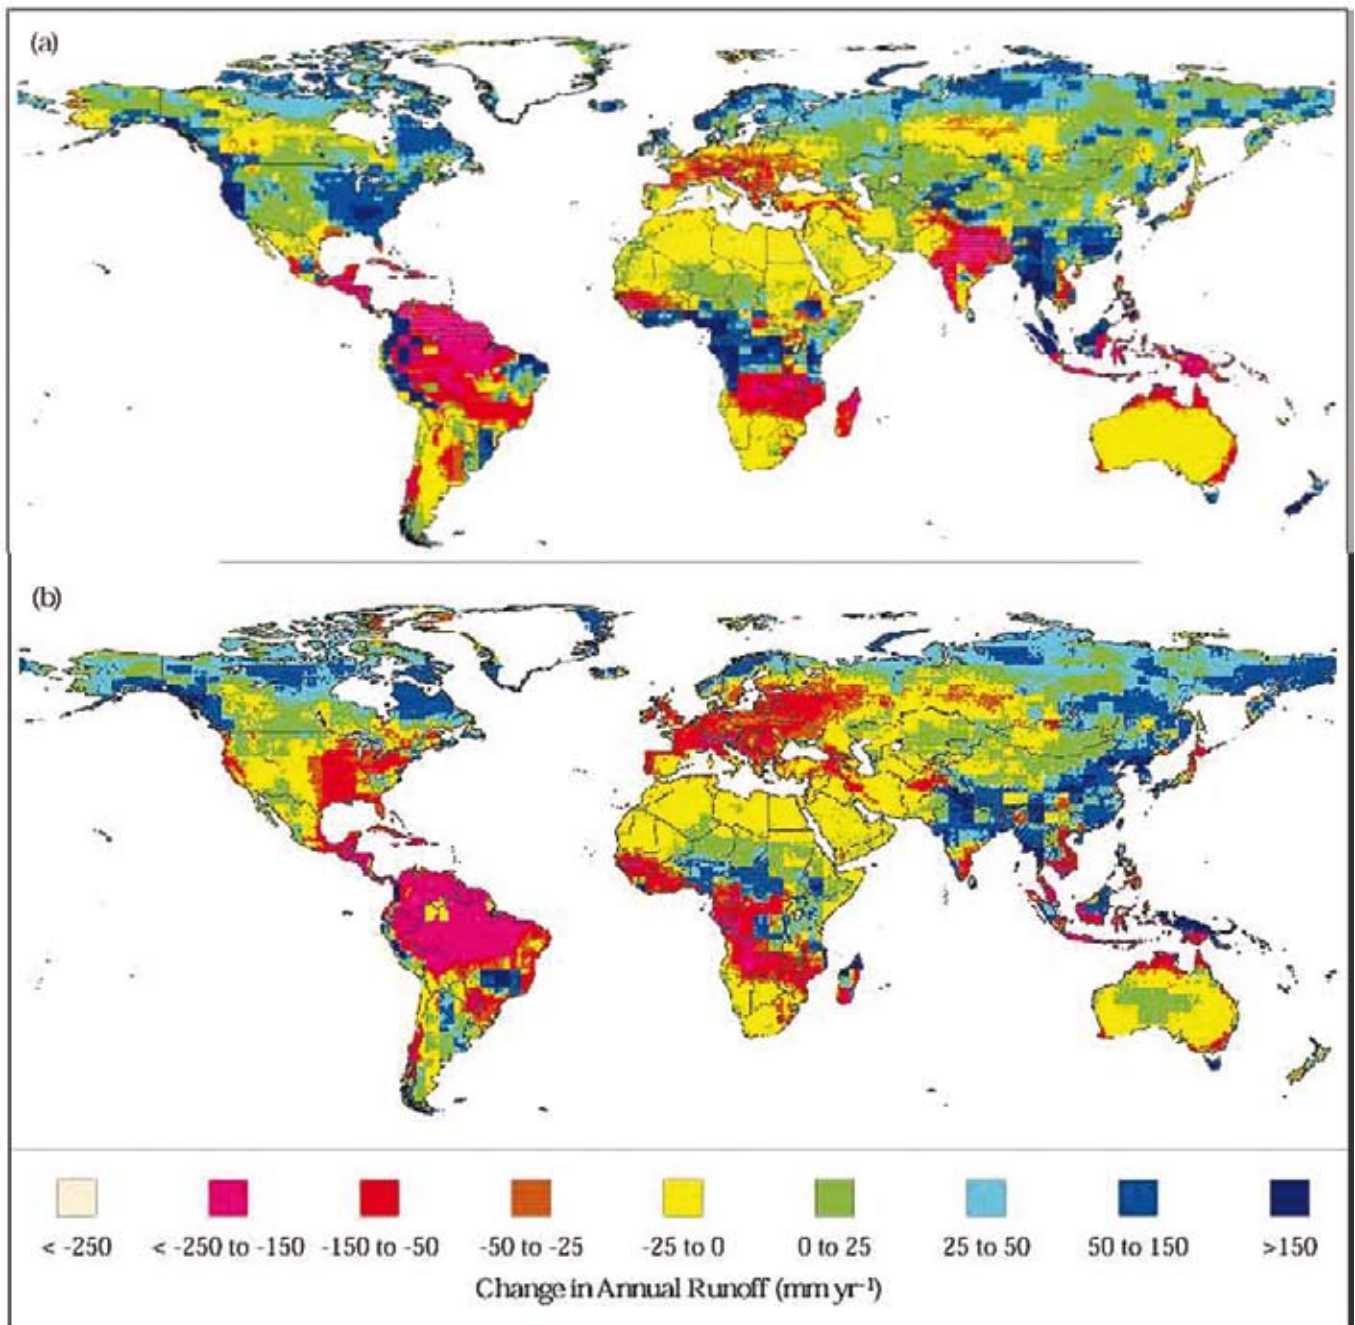 (a)
(b)
< -250 < -250 to -150 -150 to -50 -50 to -25 -25 to 0 0 to 25 25 to 50 50 to 150 >150
Change in Annual Runoff (mm yr⁻¹)